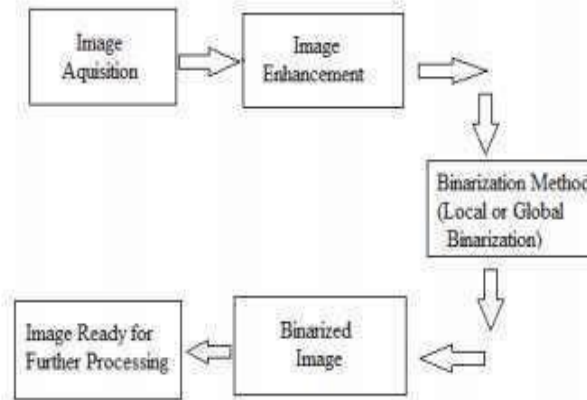 Image
Aquisition
Image
Enhancement
Binarization Method
(Local or Global
Binarization)
Binarized
Image
Image Ready for
Further Processing